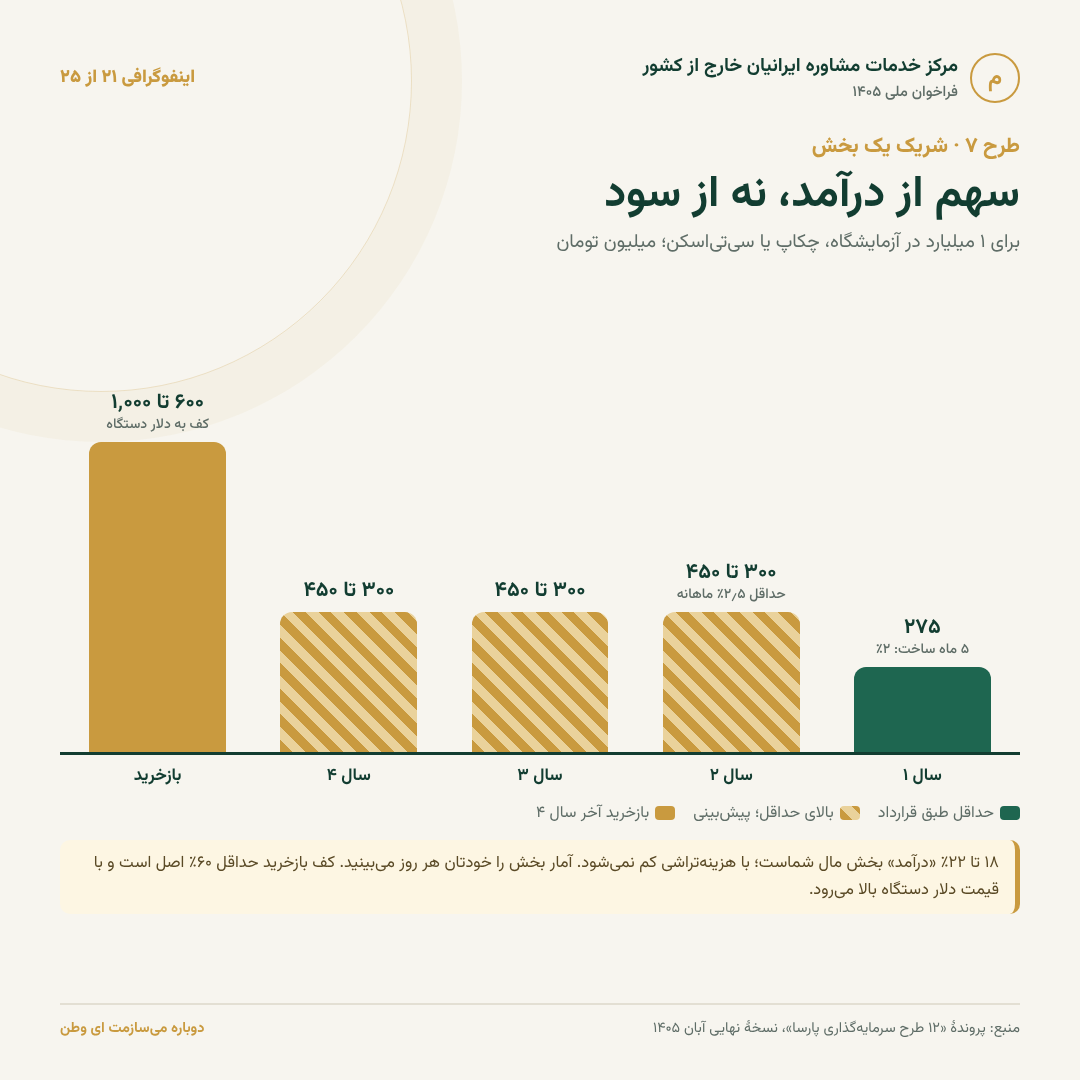 م
مرکز خدمات مشاوره ایرانیان خارج از کشور
فراخوان ملی ۱۴۰۵
اینفوگرافی ۲۱ از ۲۵
طرح ۷ · شریک یک بخش
سهم از درآمد، نه از سود
برای ۱ میلیارد در آزمایشگاه، چکاپ یا سی‌تی‌اسکن؛ میلیون تومان
۲۷۵
۵ ماه ساخت: ۲٪
۳۰۰ تا ۴۵۰
حداقل ۲٫۵٪ ماهانه
۳۰۰ تا ۴۵۰
۳۰۰ تا ۴۵۰
۶۰۰ تا ۱,۰۰۰
کف به دلار دستگاه
سال ۱
سال ۲
سال ۳
سال ۴
بازخرید
حداقل طبق قرارداد
بالای حداقل؛ پیش‌بینی
بازخرید آخر سال ۴
۱۸ تا ۲۲٪ «درآمد» بخش مال شماست؛ با هزینه‌تراشی کم نمی‌شود. آمار بخش را خودتان هر روز می‌بینید. کف بازخرید حداقل ۶۰٪ اصل است و با
قیمت دلار دستگاه بالا می‌رود.
منبع: پروندهٔ «۱۲ طرح سرمایه‌گذاری پارسا»، نسخهٔ نهایی آبان ۱۴۰۵
دوباره می‌سازمت ای وطن